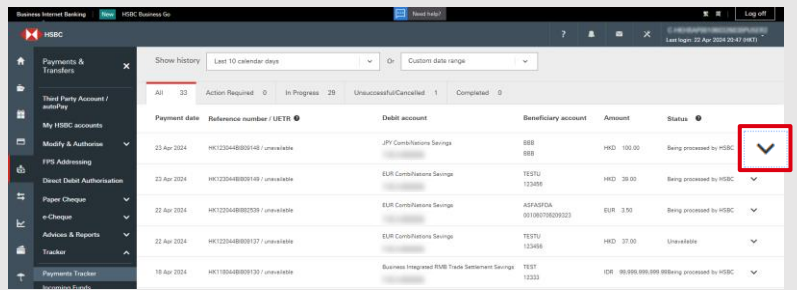 Business Internet Banking New HSBC Business Go Need help? 繁 简 Log off
HSBC ?
Last login: 22 Apr 2024 20:47 (HKT)
Payments & Transfers
Third Party Account / autoPay
My HSBC accounts
Modify & Authorise
FPS Addressing
Direct Debit Authorisation
Paper Cheque
e-Cheque
Advices & Reports
Tracker
Payments Tracker
Incoming Funds
Show history Last 10 calendar days Or Custom date range
All 33 Action Required 0 In Progress 29 Unsuccessful/Cancelled 1 Completed 0
Payment date Reference number / UETR Debit account Beneficiary account Amount Status
23 Apr 2024 HK123044BI809148 / unavailable JPY CombiNations Savings BBB HKD 100.00 Being processed by HSBC
BBB
23 Apr 2024 HK123044BI809149 / unavailable EUR CombiNations Savings TESTU HKD 39.00 Being processed by HSBC
123456
22 Apr 2024 HK122044BI882539 / unavailable EUR CombiNations Savings ASFASFDA EUR 3.50 Being processed by HSBC
001060708209323
22 Apr 2024 HK122044BI809137 / unavailable EUR CombiNations Savings TESTU HKD 37.00 Unavailable
123456
18 Apr 2024 HK118044BI809130 / unavailable Business Integrated RMB Trade Settlement Savings TEST IDR 99,999,999,999.99 Being processed by HSBC
12333